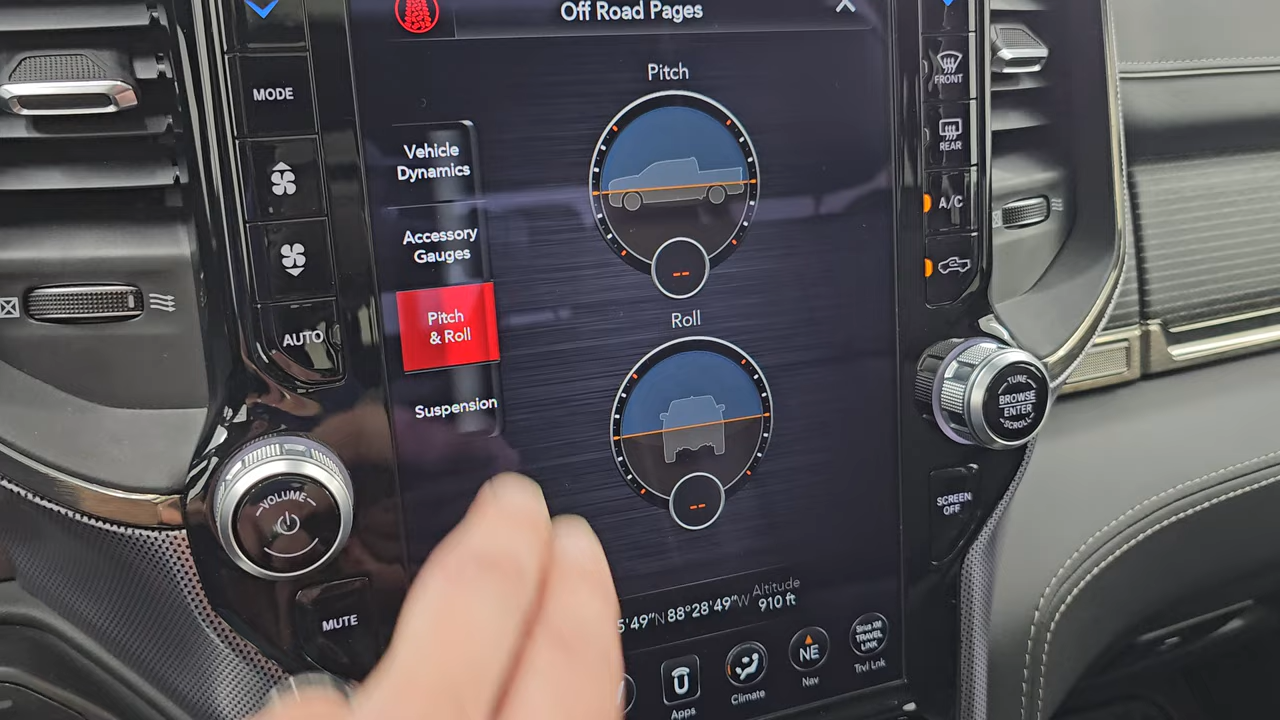 Off Road Pages
MODE
AUTO
VOLUME
MUTE
Vehicle
Dynamics
Accessory
Gauges
Pitch
& Roll
Suspension
Pitch
--
Roll
--
5'49"N 88°28'49"W
Altitude
910 ft
Apps
Climate
NE
Nav
Sirius XM
TRAVEL
LINK
Trvl Lnk
FRONT
REAR
A/C
TUNE
BROWSE
ENTER
SCROLL
SCREEN
OFF